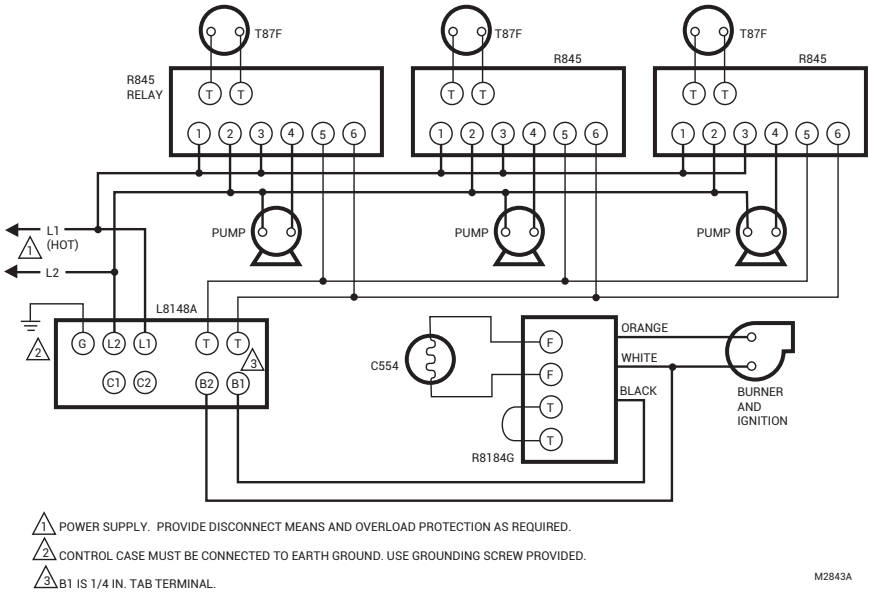 T87F T87F T87F
R845 RELAY R845 R845
T T T T T T
1 2 3 4 5 6 1 2 3 4 5 6 1 2 3 4 5 6
PUMP PUMP PUMP
L1 (HOT)
1
L2
L8148A
G L2 L1 T T
2
3
C1 C2 B2 B1
C554
F
F
T
T
R8184G
ORANGE
WHITE
BLACK
BURNER
AND
IGNITION
1 POWER SUPPLY. PROVIDE DISCONNECT MEANS AND OVERLOAD PROTECTION AS REQUIRED.
2 CONTROL CASE MUST BE CONNECTED TO EARTH GROUND. USE GROUNDING SCREW PROVIDED.
3 B1 IS 1/4 IN. TAB TERMINAL.
M2843A